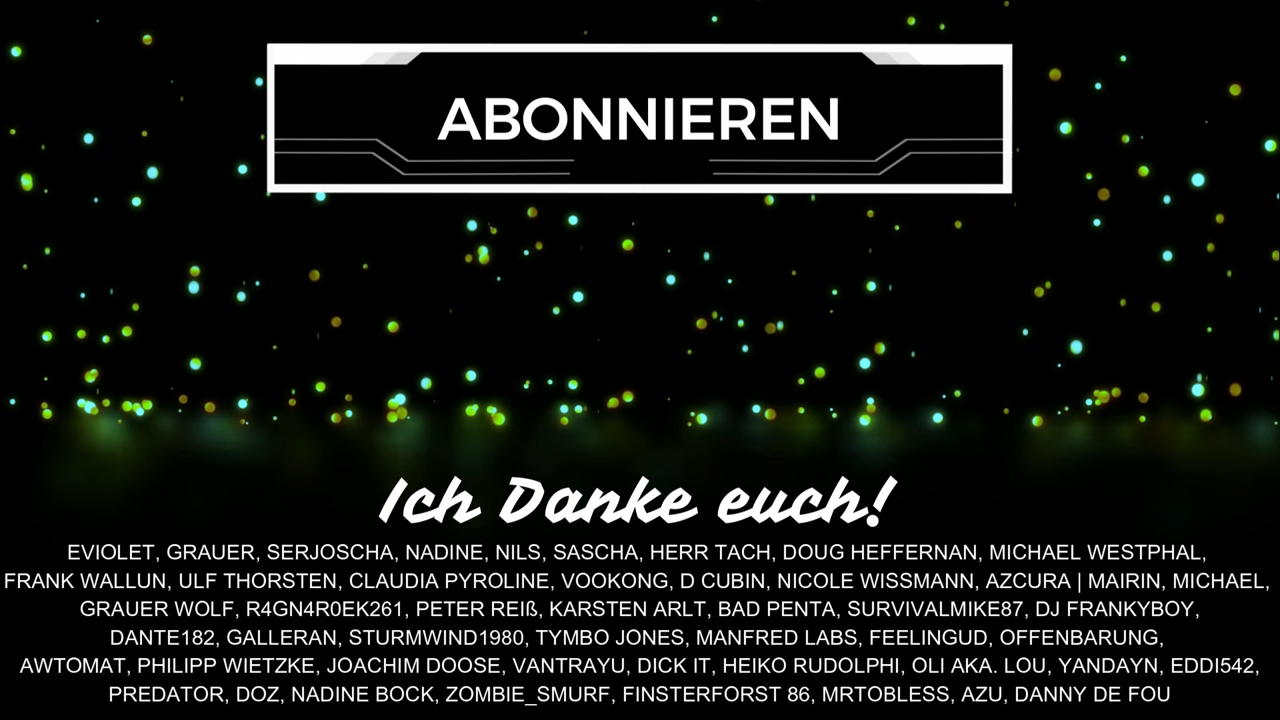 ABONNIEREN
Ich Danke euch!
EVIOLET, GRAUER, SERJOSCHA, NADINE, NILS, SASCHA, HERR TACH, DOUG HEFFERNAN, MICHAEL WESTPHAL,
FRANK WALLUN, ULF THORSTEN, CLAUDIA PYROLINE, VOOKONG, D CUBIN, NICOLE WISSMANN, AZCURA | MAIRIN, MICHAEL,
GRAUER WOLF, R4GN4R0EK261, PETER REIß, KARSTEN ARLT, BAD PENTA, SURVIVALMIKE87, DJ FRANKYBOY,
DANTE182, GALLERAN, STURMWIND1980, TYMBO JONES, MANFRED LABS, FEELINGUD, OFFENBARUNG,
AWTOMAT, PHILIPP WIETZKE, JOACHIM DOOSE, VANTRAYU, DICK IT, HEIKO RUDOLPHI, OLI AKA. LOU, YANDAYN, EDDI542,
PREDATOR, DOZ, NADINE BOCK, ZOMBIE_SMURF, FINSTERFORST 86, MRTOBLESS, AZU, DANNY DE FOU